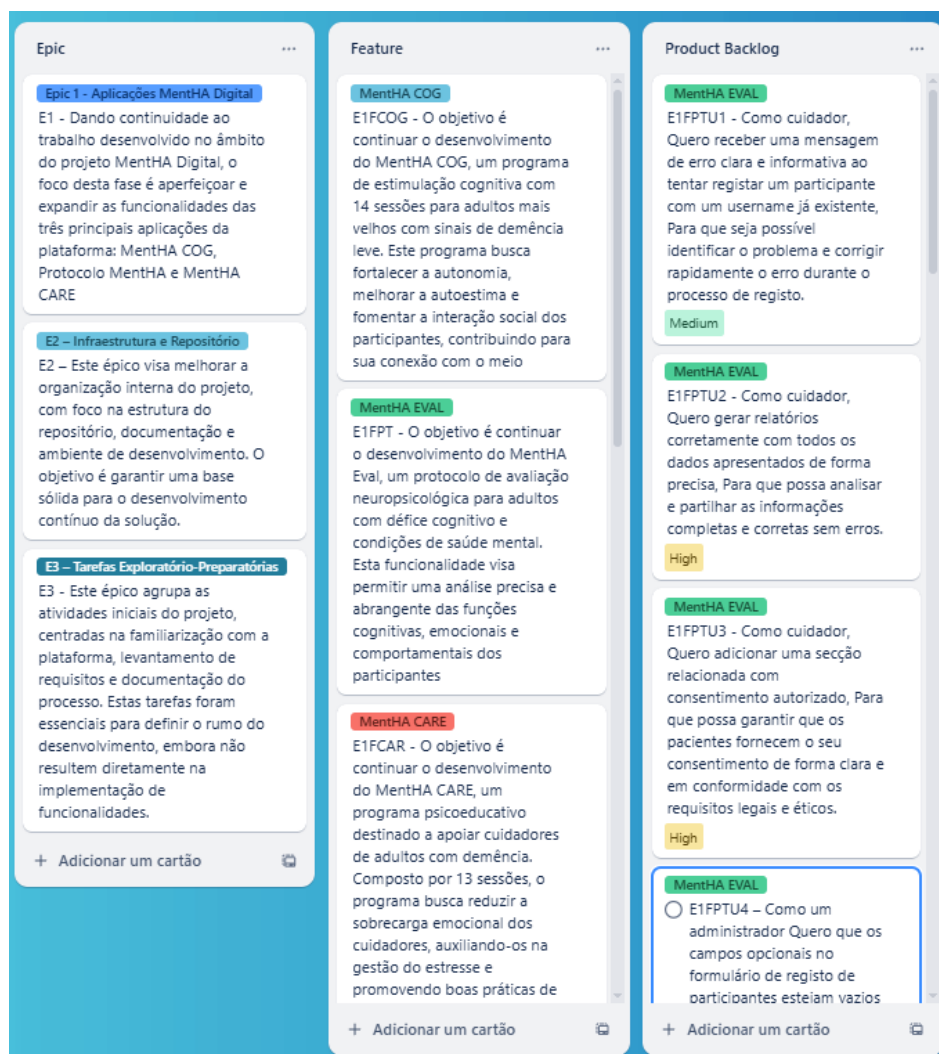 Epic
Epic 1 - Aplicações MentHA Digital
E1 - Dando continuidade ao
trabalho desenvolvido no âmbito
do projeto MentHA Digital, o
foco desta fase é aperfeiçoar e
expandir as funcionalidades das
três principais aplicações da
plataforma: MentHA COG,
Protocolo MentHA e MentHA
CARE
E2 – Infraestrutura e Repositório
E2 – Este épico visa melhorar a
organização interna do projeto,
com foco na estrutura do
repositório, documentação e
ambiente de desenvolvimento. O
objetivo é garantir uma base
sólida para o desenvolvimento
contínuo da solução.
E3 – Tarefas Exploratório-Preparatórias
E3 - Este épico agrupa as
atividades iniciais do projeto,
centradas na familiarização com a
plataforma, levantamento de
requisitos e documentação do
processo. Estas tarefas foram
essenciais para definir o rumo do
desenvolvimento, embora não
resultem diretamente na
implementação de
funcionalidades.
+ Adicionar um cartão
Feature
MentHA COG
E1FCOG - O objetivo é
continuar o desenvolvimento
do MentHA COG, um programa
de estimulação cognitiva com
14 sessões para adultos mais
velhos com sinais de demência
leve. Este programa busca
fortalecer a autonomia,
melhorar a autoestima e
fomentar a interação social dos
participantes, contribuindo para
sua conexão com o meio
MentHA EVAL
E1FPT - O objetivo é continuar
o desenvolvimento do MentHA
Eval, um protocolo de avaliação
neuropsicológica para adultos
com défice cognitivo e
condições de saúde mental.
Esta funcionalidade visa
permitir uma análise precisa e
abrangente das funções
cognitivas, emocionais e
comportamentais dos
participantes
MentHA CARE
E1FCAR - O objetivo é
continuar o desenvolvimento
do MentHA CARE, um
programa psicoeducativo
destinado a apoiar cuidadores
de adultos com demência.
Composto por 13 sessões, o
programa busca reduzir a
sobrecarga emocional dos
cuidadores, auxiliando-os na
gestão do estresse e
promovendo boas práticas de
+ Adicionar um cartão
Product Backlog
MentHA EVAL
E1FPTU1 - Como cuidador,
Quero receber uma mensagem
de erro clara e informativa ao
tentar registar um participante
com um username já existente,
Para que seja possível
identificar o problema e corrigir
rapidamente o erro durante o
processo de registo.
Medium
MentHA EVAL
E1FPTU2 - Como cuidador,
Quero gerar relatórios
corretamente com todos os
dados apresentados de forma
precisa, Para que possa analisar
e partilhar as informações
completas e corretas sem erros.
High
MentHA EVAL
E1FPTU3 - Como cuidador,
Quero adicionar uma secção
relacionada com
consentimento autorizado, Para
que possa garantir que os
pacientes fornecem o seu
consentimento de forma clara e
em conformidade com os
requisitos legais e éticos.
High
MentHA EVAL
E1FPTU4 – Como um
administrador Quero que os
campos opcionais no
formulário de registo de
participantes estejam vazios
+ Adicionar um cartão